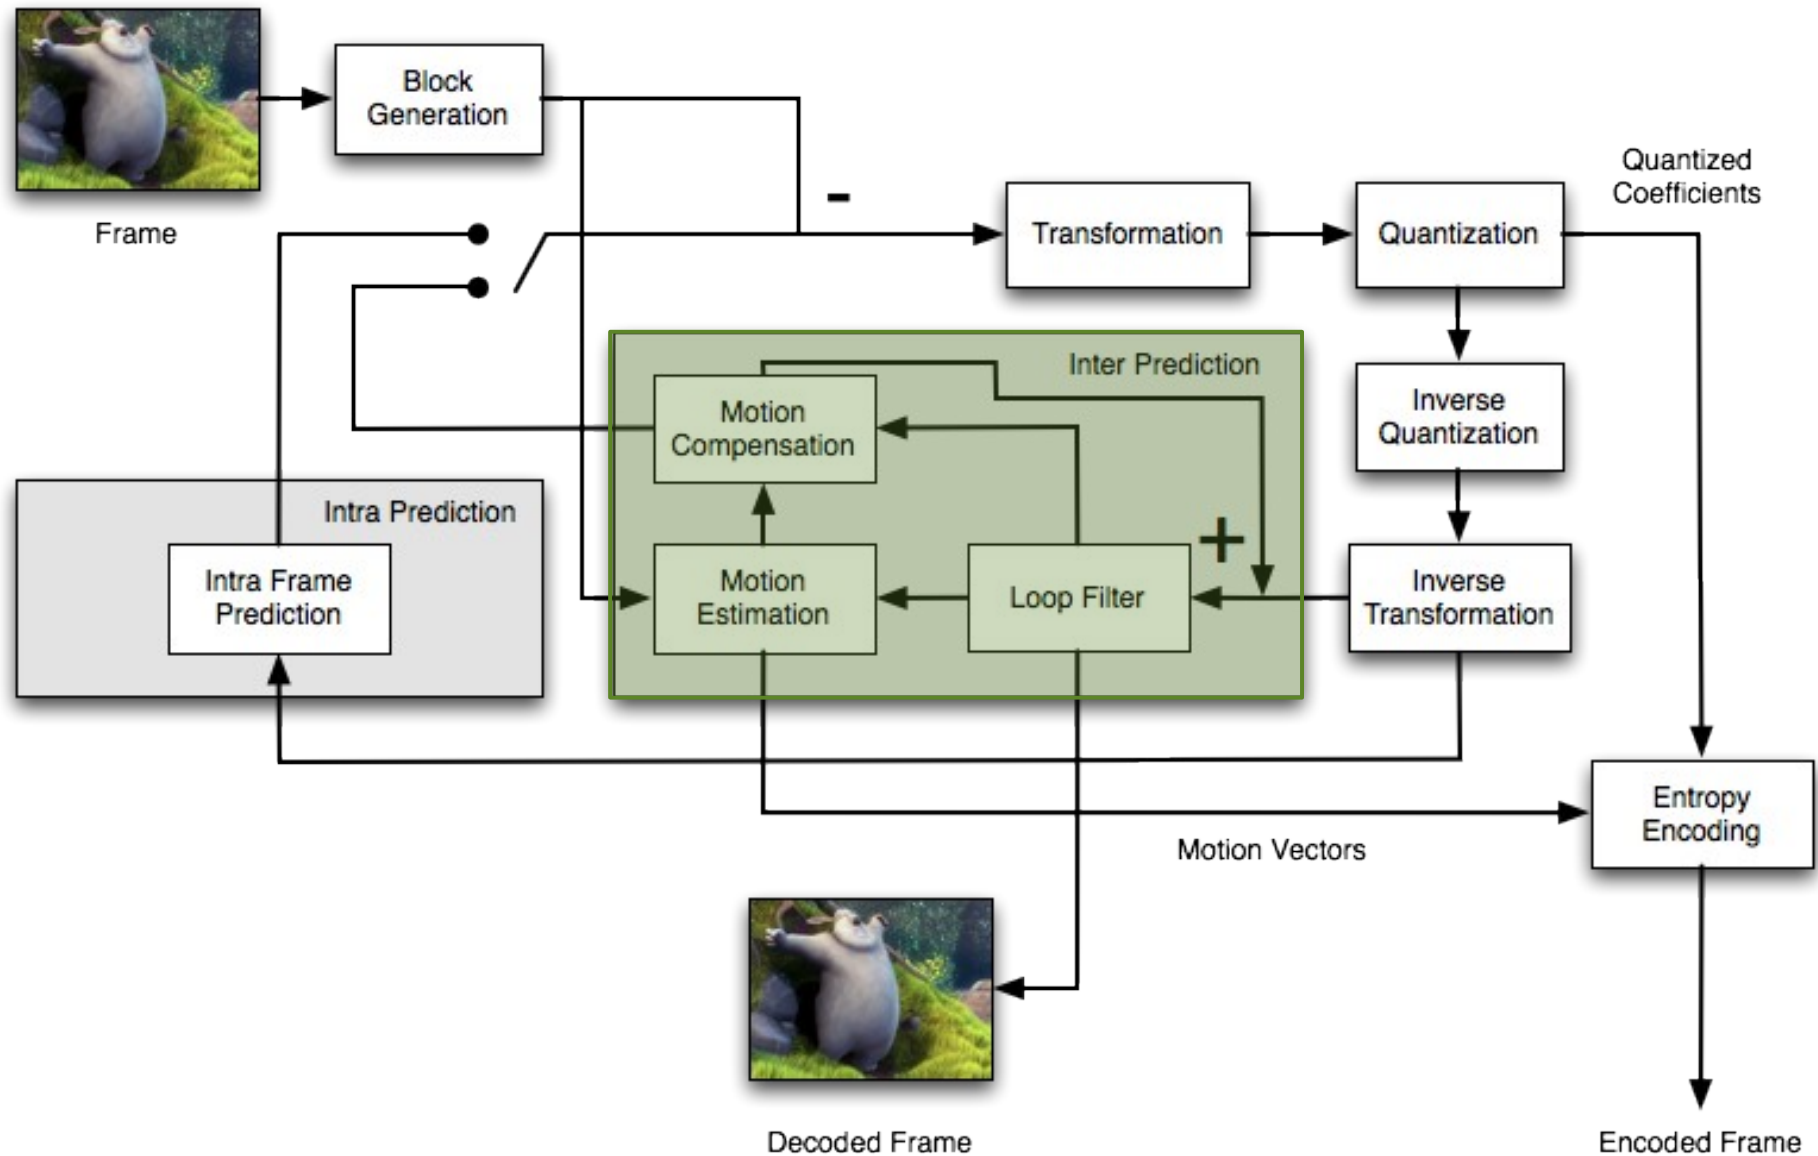 Block
Generation
Frame
-
Transformation
Quantization
Quantized
Coefficients
Inter Prediction
Motion
Compensation
Inverse
Quantization
Intra Prediction
Intra Frame
Prediction
Motion
Estimation
Loop Filter
+
Inverse
Transformation
Entropy
Encoding
Motion Vectors
Decoded Frame
Encoded Frame